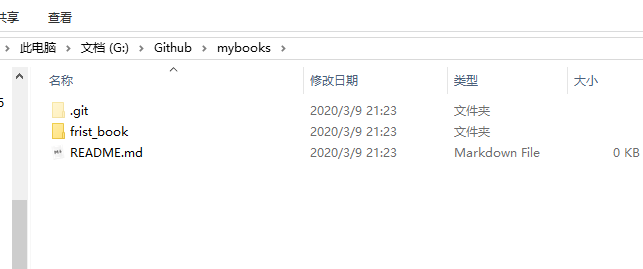 共享 查看
此电脑 文档 (G:) Github mybooks
名称 修改日期 类型 大小
.git 2020/3/9 21:23 文件夹
frist_book 2020/3/9 21:23 文件夹
README.md 2020/3/9 21:23 Markdown File 0 KB